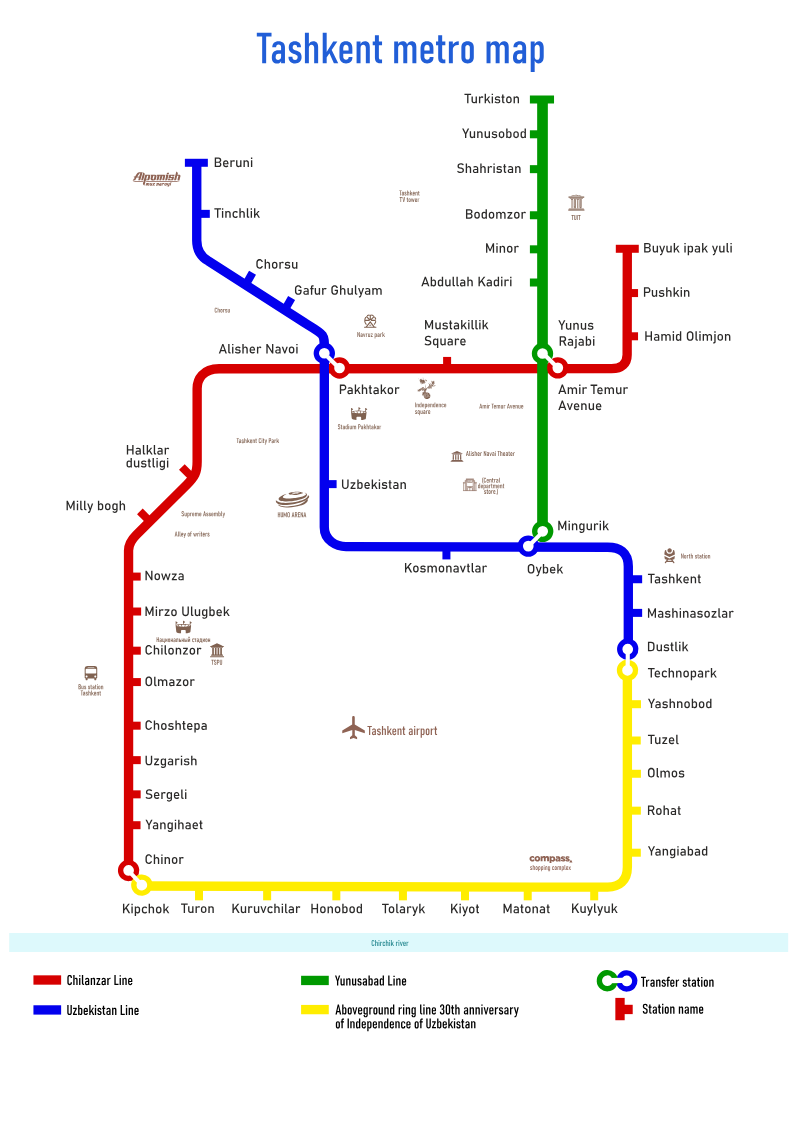 Tashkent metro map
Turkiston
Yunusobod
Beruni
Shahristan
Alpomish
muz saroyi
Tashkent
TV tower
Tinchlik
Bodomzor
TUIT
Minor
Buyuk ipak yuli
Chorsu
Abdullah Kadiri
Gafur Ghulyam
Pushkin
Chorsu
Navruz park
Mustakillik
Square
Yunus
Rajabi
Hamid Olimjon
Alisher Navoi
Pakhtakor
Amir Temur
Avenue
Independence
square
Amir Temur Avenue
Stadium Pakhtakor
Tashkent City Park
Halklar
dustligi
Alisher Navai Theater
Uzbekistan
(Central
department
store)
Milly bogh
Supreme Assembly
HUMO ARENA
Alley of writers
Mingurik
Kosmonavtlar
Oybek
North station
Nowza
Tashkent
Mirzo Ulugbek
Mashinasozlar
Национальный стадион
Chilonzor
TSPU
Dustlik
Technopark
Olmazor
Bus station
Tashkent
Yashnobod
Choshtepa
Tashkent airport
Tuzel
Uzgarish
Olmos
Sergeli
Rohat
Yangihaet
Yangiabad
Chinor
compass.
shopping complex
Kipchok
Turon
Kuruvchilar
Honobod
Tolaryk
Kiyot
Matonat
Kuylyuk
Chirchik river
Chilanzar Line
Yunusabad Line
Transfer station
Uzbekistan Line
Aboveground ring line 30th anniversary
of Independence of Uzbekistan
Station name